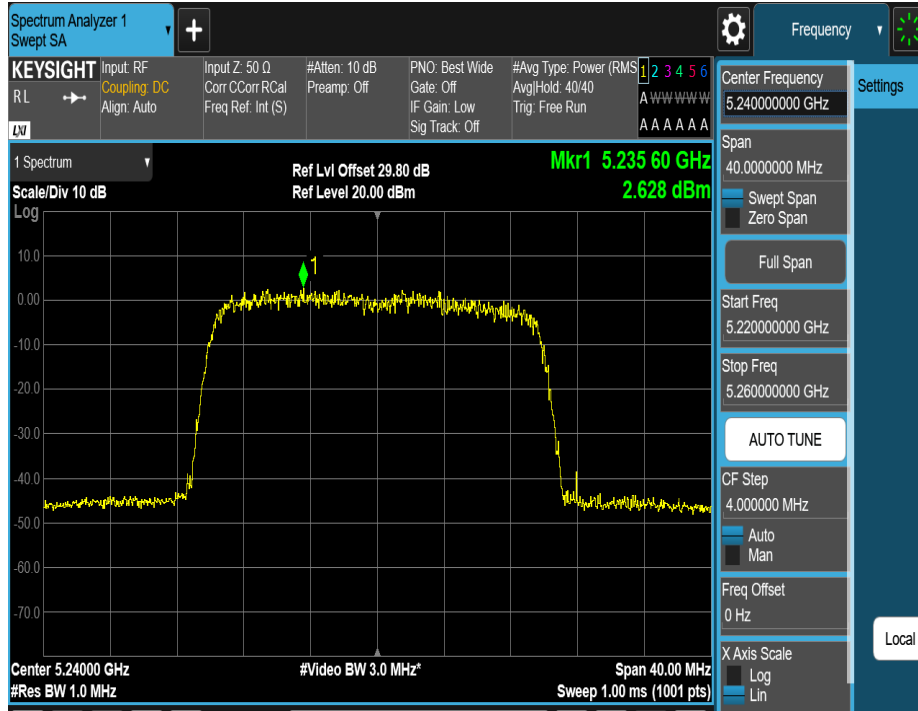 Spectrum Analyzer 1
Swept SA
+
Frequency
KEYSIGHT
R L
LXI
Input: RF
Coupling: DC
Align: Auto
Input Z: 50 Ω
Corr CCorr RCal
Freq Ref: Int (S)
#Atten: 10 dB
Preamp: Off
PNO: Best Wide
Gate: Off
IF Gain: Low
Sig Track: Off
#Avg Type: Power (RMS
Avg|Hold: 40/40
Trig: Free Run
1 2 3 4 5 6
A W W W W W
A A A A A A
1 Spectrum
Scale/Div 10 dB
Log
Ref Lvl Offset 29.80 dB
Ref Level 20.00 dBm
Mkr1 5.235 60 GHz
2.628 dBm
1
10.0
0.00
-10.0
-20.0
-30.0
-40.0
-50.0
-60.0
-70.0
Center 5.24000 GHz
#Video BW 3.0 MHz*
Span 40.00 MHz
#Res BW 1.0 MHz
Sweep 1.00 ms (1001 pts)
Center Frequency
5.240000000 GHz
Settings
Span
40.0000000 MHz
Swept Span
Zero Span
Full Span
Start Freq
5.220000000 GHz
Stop Freq
5.260000000 GHz
AUTO TUNE
CF Step
4.000000 MHz
Auto
Man
Freq Offset
0 Hz
X Axis Scale
Log
Lin
Local